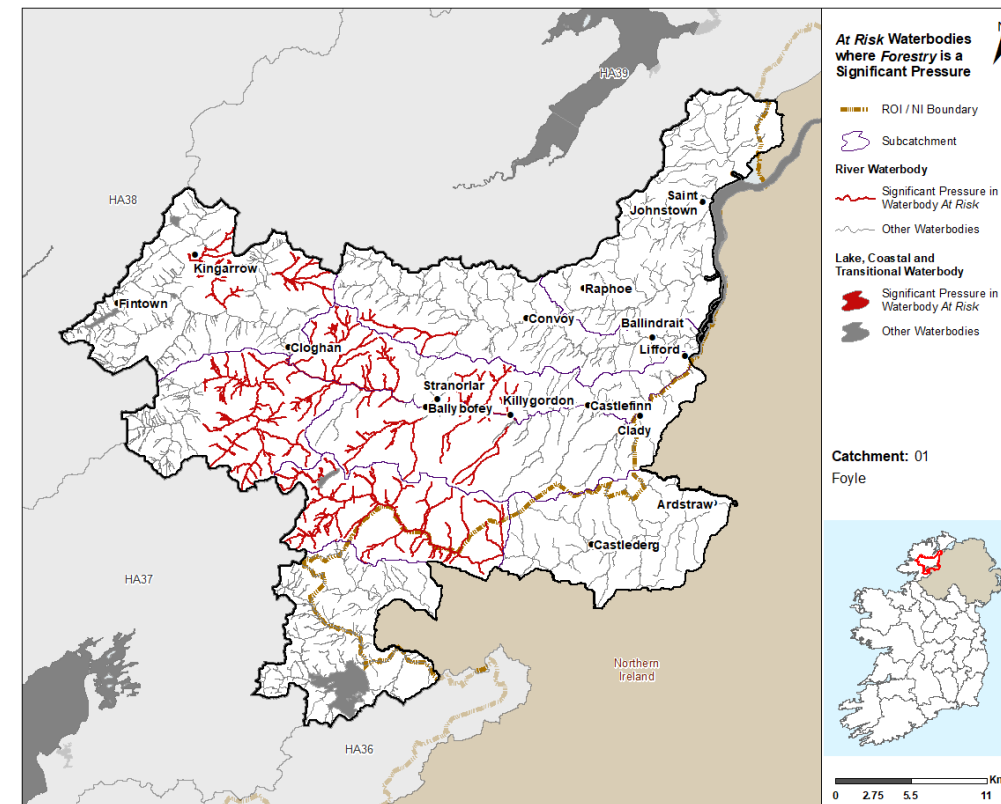 HA39
HA38
Saint
Johnstown
Kingarrow
Fintown
Raphoe
Convoy
Ballindrait
Cloghan
Lifford
Stranorlar
Killygordon
Ballybofey
Castlefinn
Clady
Ardstraw
Castlederg
HA37
Northern
Ireland
HA36
At Risk Waterbodies
where Forestry is a
Significant Pressure
ROI / NI Boundary
Subcatchment
River Waterbody
Significant Pressure in
Waterbody At Risk
Other Waterbodies
Lake, Coastal and
Transitional Waterbody
Significant Pressure in
Waterbody At Risk
Other Waterbodies
Catchment: 01
Foyle
0 2.75 5.5 11